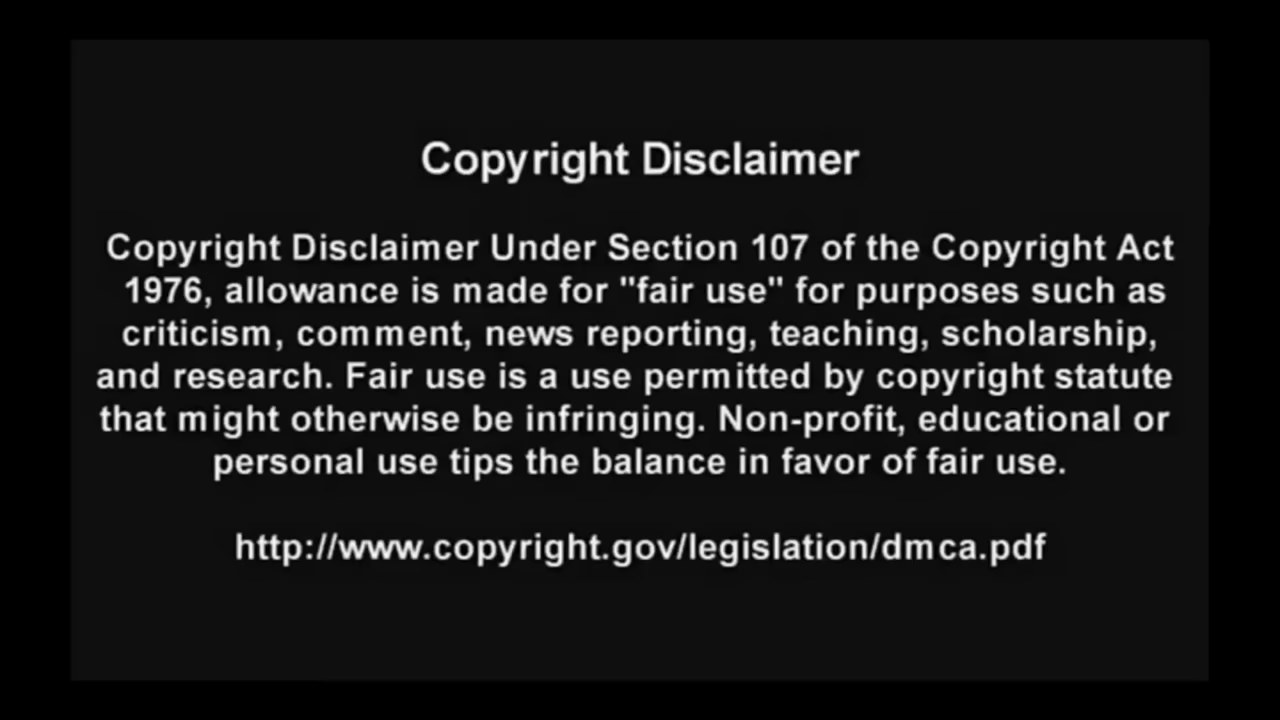 Copyright Disclaimer
Copyright Disclaimer Under Section 107 of the Copyright Act
1976, allowance is made for "fair use" for purposes such as
criticism, comment, news reporting, teaching, scholarship,
and research. Fair use is a use permitted by copyright statute
that might otherwise be infringing. Non-profit, educational or
personal use tips the balance in favor of fair use.
http://www.copyright.gov/legislation/dmca.pdf